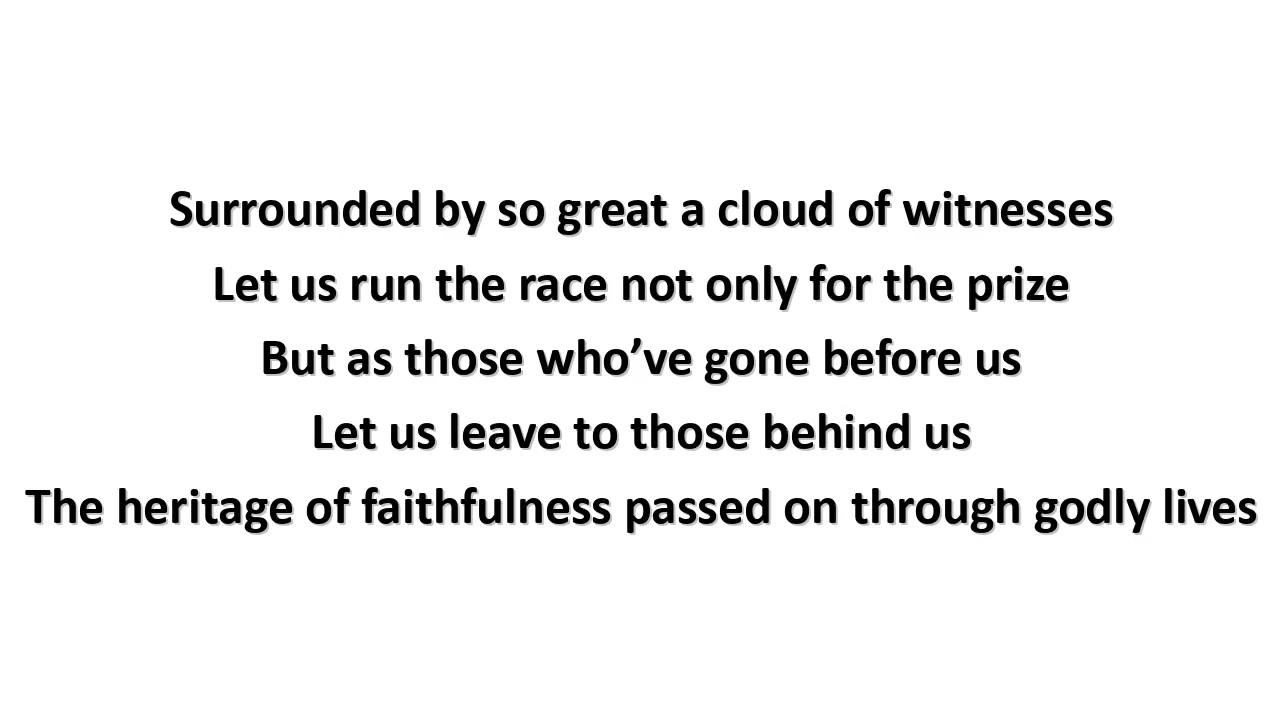 Surrounded by so great a cloud of witnesses
Let us run the race not only for the prize
But as those who’ve gone before us
Let us leave to those behind us
The heritage of faithfulness passed on through godly lives